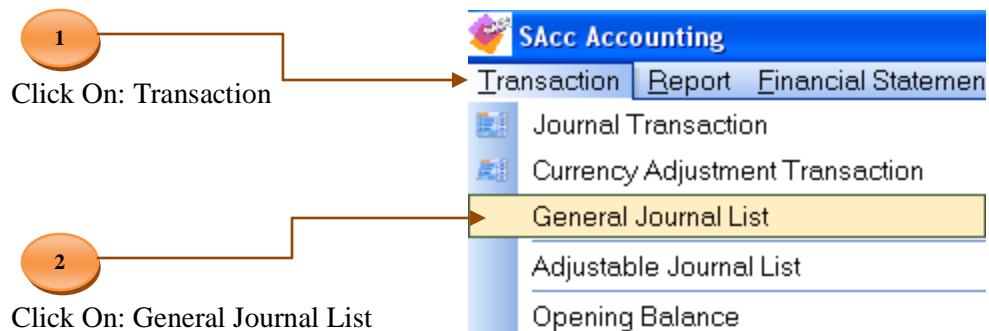 1
Click On: Transaction
2
Click On: General Journal List
SAcc Accounting
Transaction Report Financial Statemen
Journal Transaction
Currency Adjustment Transaction
General Journal List
Adjustable Journal List
Opening Balance